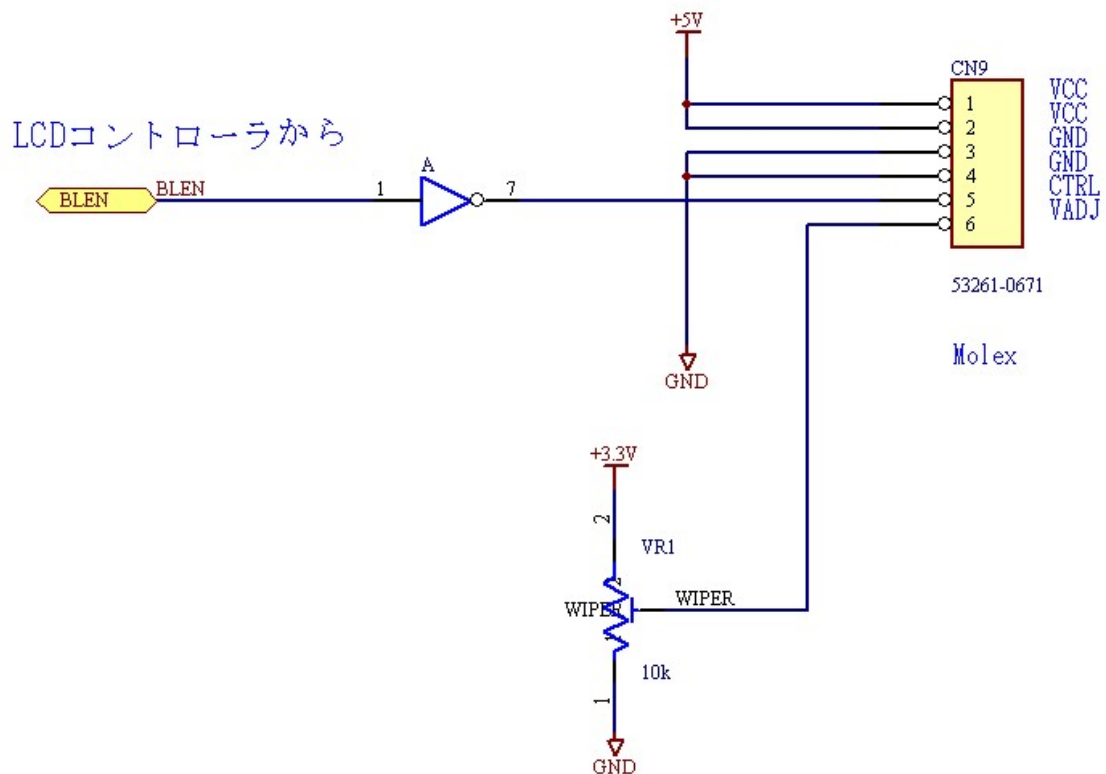 +5V
CN9
LCDコントローラから
A
BLEN
BLEN
1
7
1
2
3
4
5
6
VCC
VCC
GND
GND
CTRL
VADJ
53261-0671
GND
Molex
+3.3V
2
VR1
2
WIPER
WIPER
1
10k
1
GND